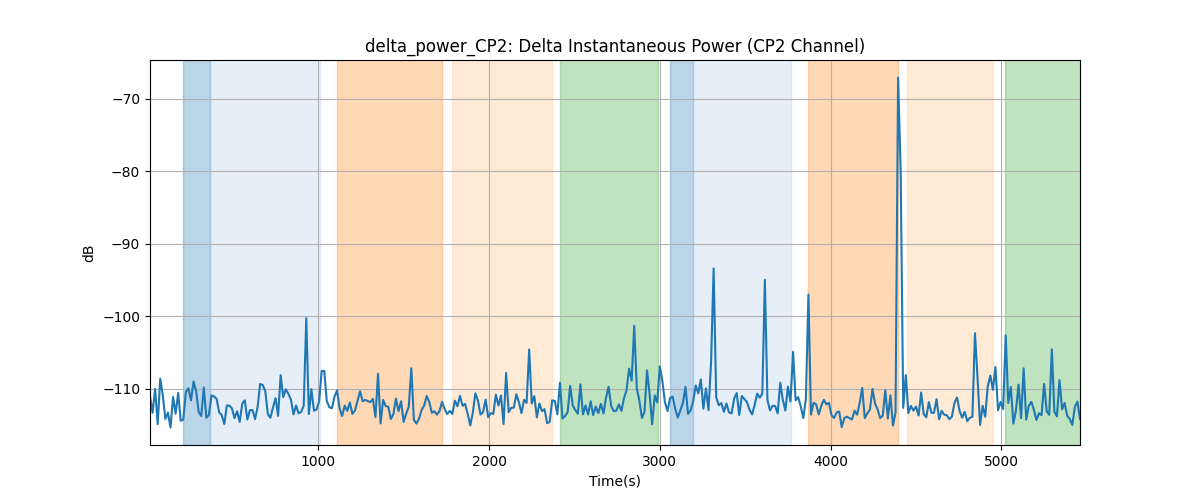 delta_power_CP2: Delta Instantaneous Power (CP2 Channel)
−70
−80
−90
−100
−110
dB
1000 2000 3000 4000 5000
Time(s)